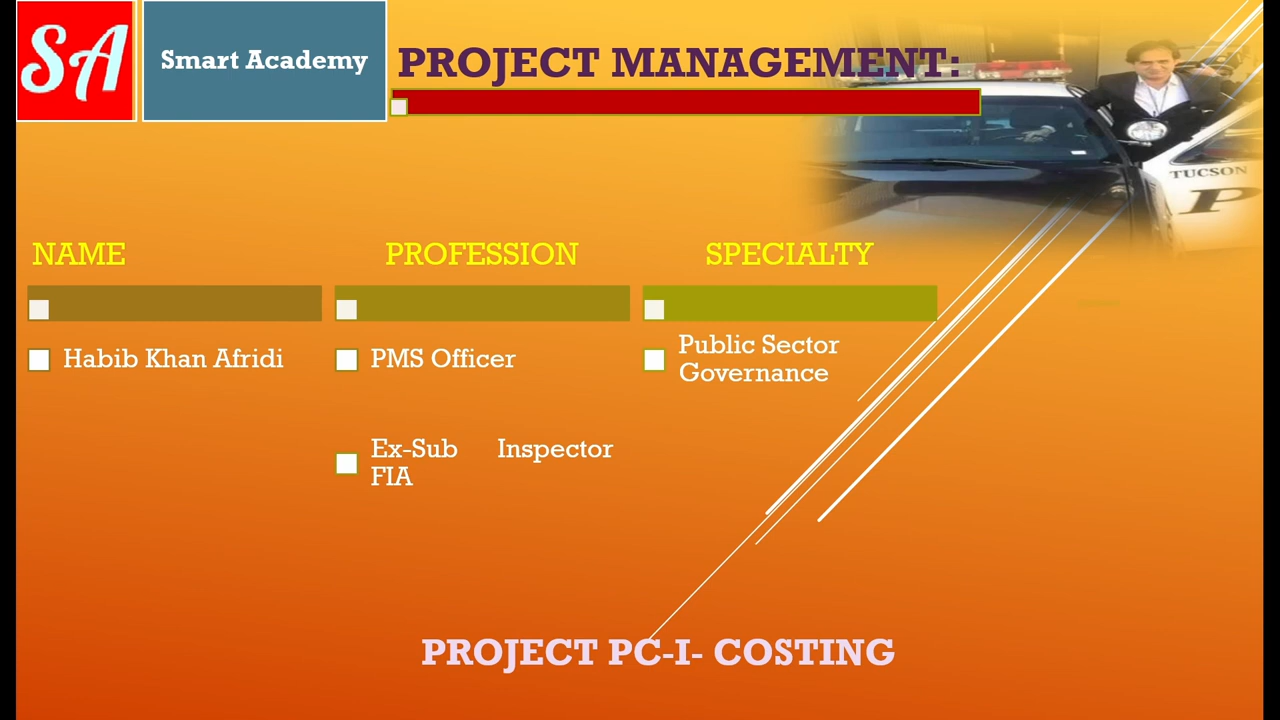 SA
Smart Academy
PROJECT MANAGEMENT:
TUCSON
P
NAME
PROFESSION
SPECIALTY
Habib Khan Afridi
PMS Officer
Public Sector
Governance
Ex-Sub Inspector
FIA
PROJECT PC-I- COSTING